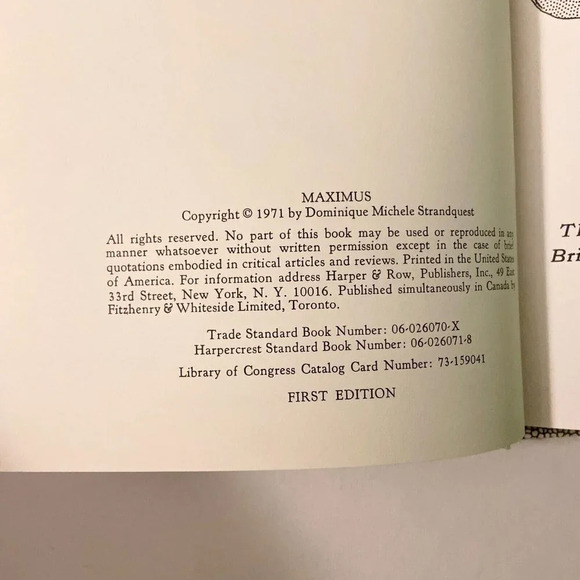 MAXIMUS
Copyright © 1971 by Dominique Michele Strandquest
All rights reserved. No part of this book may be used or reproduced in any
manner whatsoever without written permission except in the case of brief
quotations embodied in critical articles and reviews. Printed in the United States
of America. For information address Harper & Row, Publishers, Inc., 49 East
33rd Street, New York, N. Y. 10016. Published simultaneously in Canada by
Fitzhenry & Whiteside Limited, Toronto.
Trade Standard Book Number: 06-026070-X
Harpercrest Standard Book Number: 06-026071-8
Library of Congress Catalog Card Number: 73-159041
FIRST EDITION